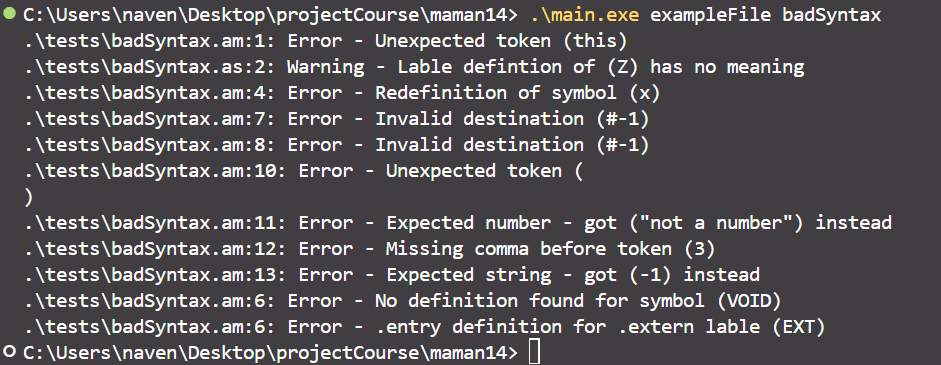 C:\Users\naven\Desktop\projectCourse\maman14> .\main.exe exampleFile badSyntax
.\tests\badSyntax.am:1: Error - Unexpected token (this)
.\tests\badSyntax.as:2: Warning - Lable defintion of (Z) has no meaning
.\tests\badSyntax.am:4: Error - Redefinition of symbol (x)
.\tests\badSyntax.am:7: Error - Invalid destination (#-1)
.\tests\badSyntax.am:8: Error - Invalid destination (#-1)
.\tests\badSyntax.am:10: Error - Unexpected token (
)
.\tests\badSyntax.am:11: Error - Expected number - got ("not a number") instead
.\tests\badSyntax.am:12: Error - Missing comma before token (3)
.\tests\badSyntax.am:13: Error - Expected string - got (-1) instead
.\tests\badSyntax.am:6: Error - No definition found for symbol (VOID)
.\tests\badSyntax.am:6: Error - .entry definition for .extern lable (EXT)
C:\Users\naven\Desktop\projectCourse\maman14>